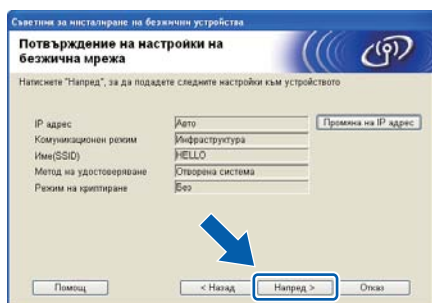 Съветник за инсталиране на безжични устройства
Потвърждение на настройки на
безжична мрежа
Натиснете "Напред", за да подадете следните настройки към устройството
IP адрес Авто Промяна на IP адрес
Комуникационен режим Инфраструктура
Име(SSID) HELLO
Метод на удостоверяване Отворена система
Режим на криптиране Без
Помощ < Назад Напред > Отказ